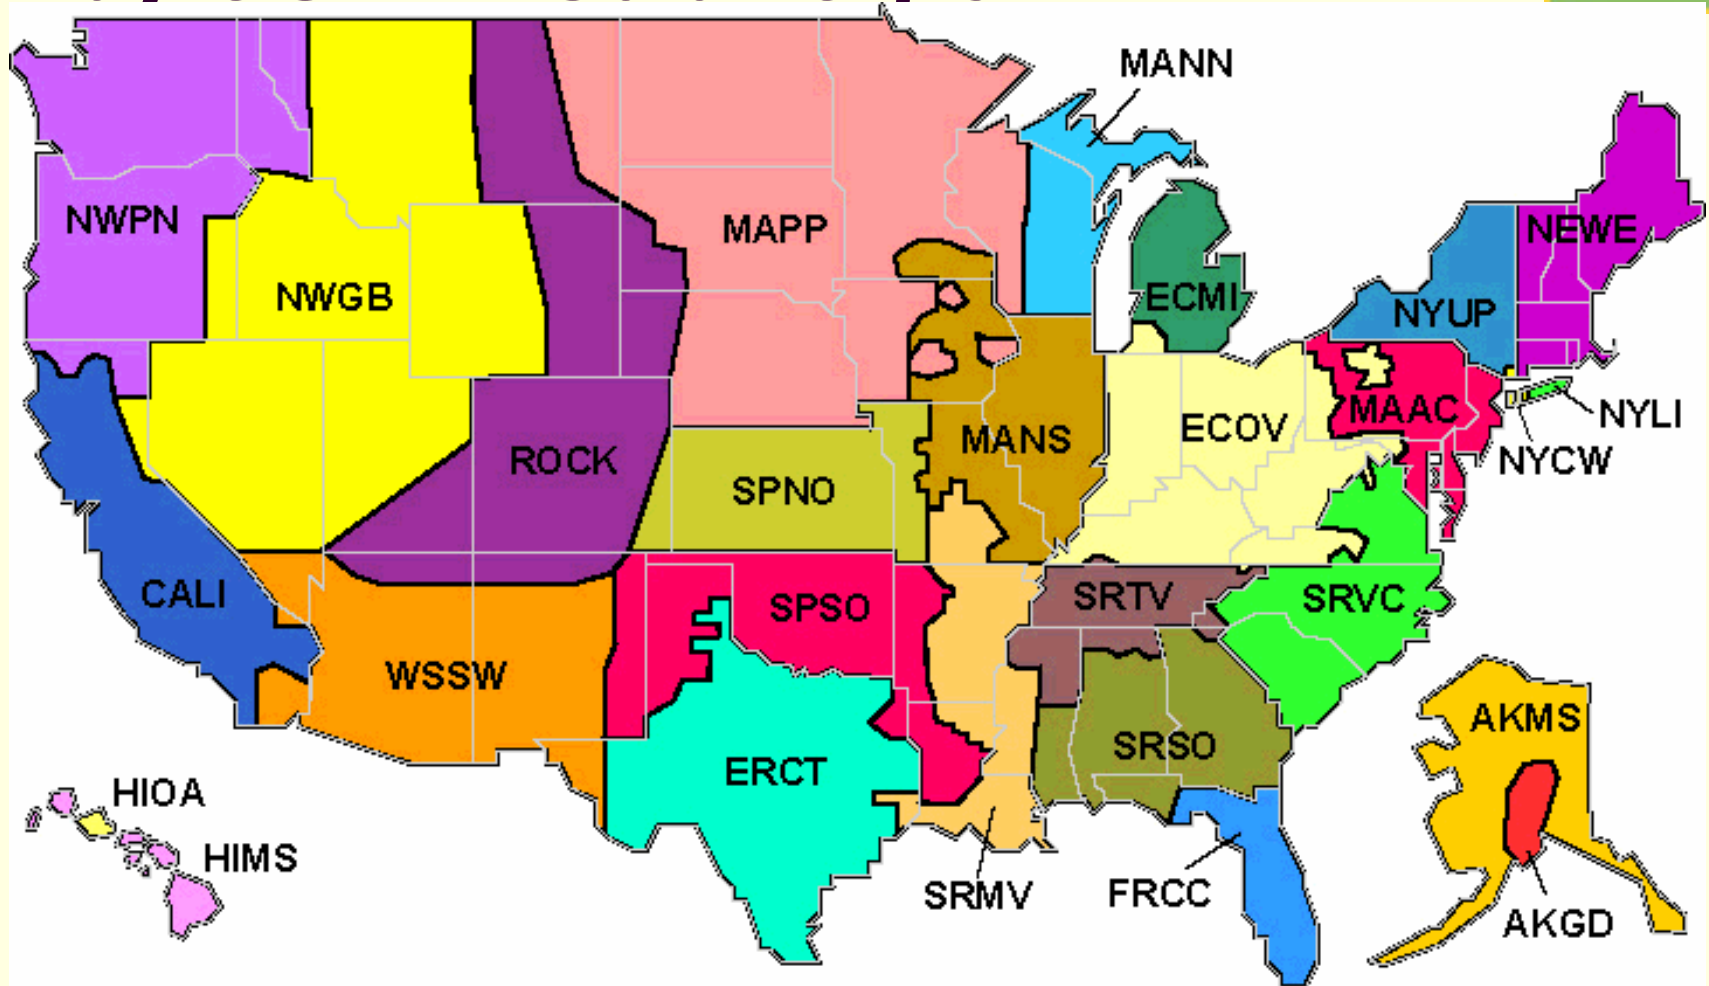 MANN
NWPN
MAPP
NEWE
NWGB
ECMI
NYUP
MAAC
NYLI
ECOV
MANS
NYCW
ROCK
SPNO
CALI
SPSO
SRTV
SRVC
WSSW
AKMS
SRSO
ERCT
HIOA
HIMS
SRMV
FRCC
AKGD